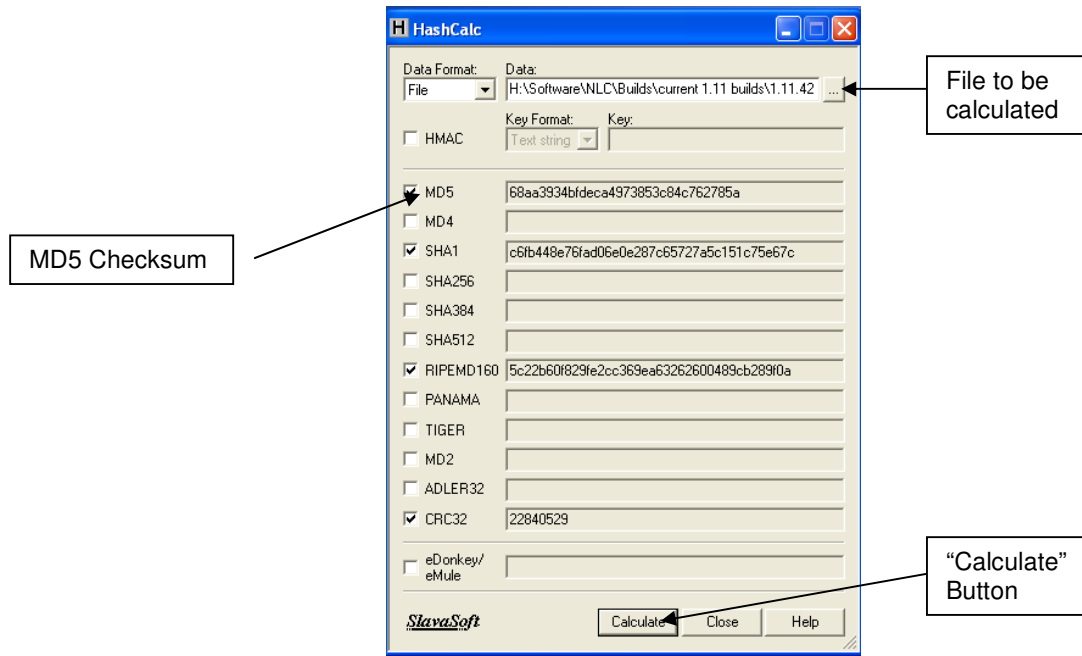 HashCalc
Data Format: Data:
File H:\Software\NLC\Builds\current 1.11 builds\1.11.42 ...
File to be
calculated
Key Format: Key:
HMAC Text string
MD5 68aa3934bfdeca4973853c84c762785a
MD4
MD5 Checksum
SHA1 c6fb448e76fad06e0e287c65727a5c151c75e67c
SHA256
SHA384
SHA512
RIPEMD160 5c22b60f829fe2cc369ea63262600489cb289f0a
PANAMA
TIGER
MD2
ADLER32
CRC32 22840529
eDonkey/
eMule
“Calculate”
Button
SlavaSoft Calculate Close Help